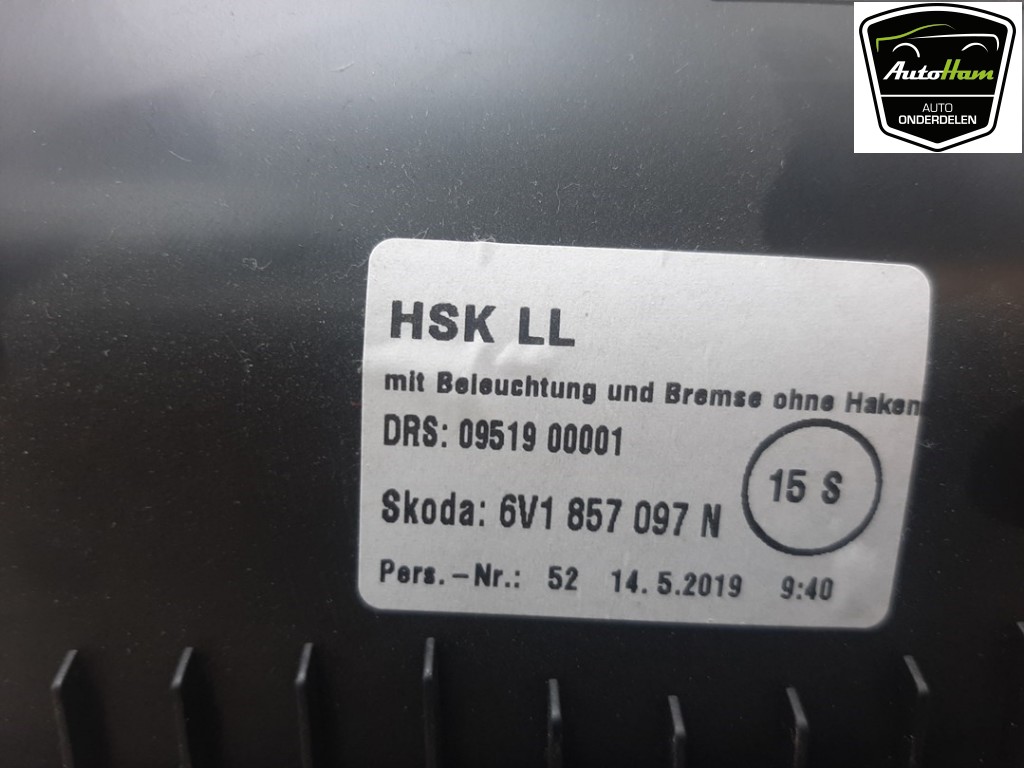 AutoHam
AUTO
ONDERDELEN
HSK LL
mit Beleuchtung und Bremse ohne Haken
DRS: 09519 00001
15 S
Skoda: 6V1 857 097 N
Pers.-Nr.: 52 14.5.2019 9:40